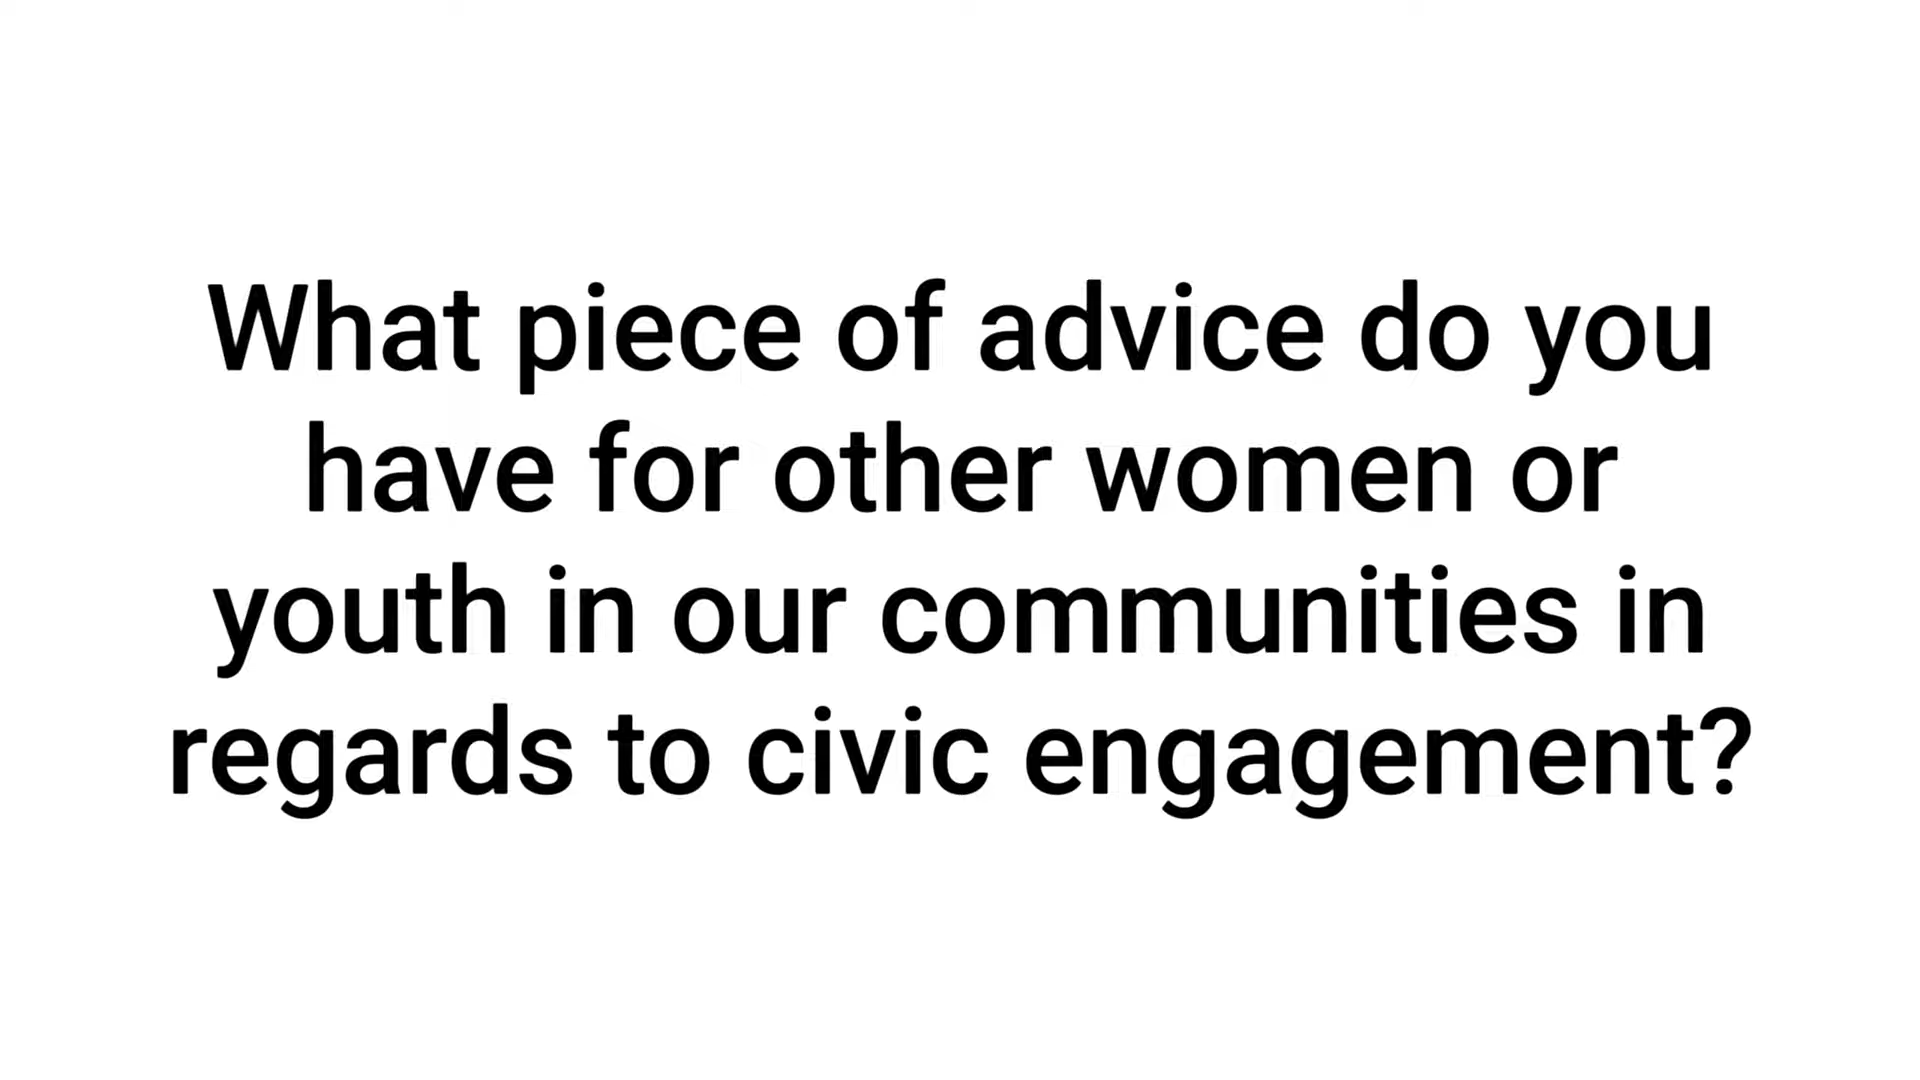 What piece of advice do you
have for other women or
youth in our communities in
regards to civic engagement?